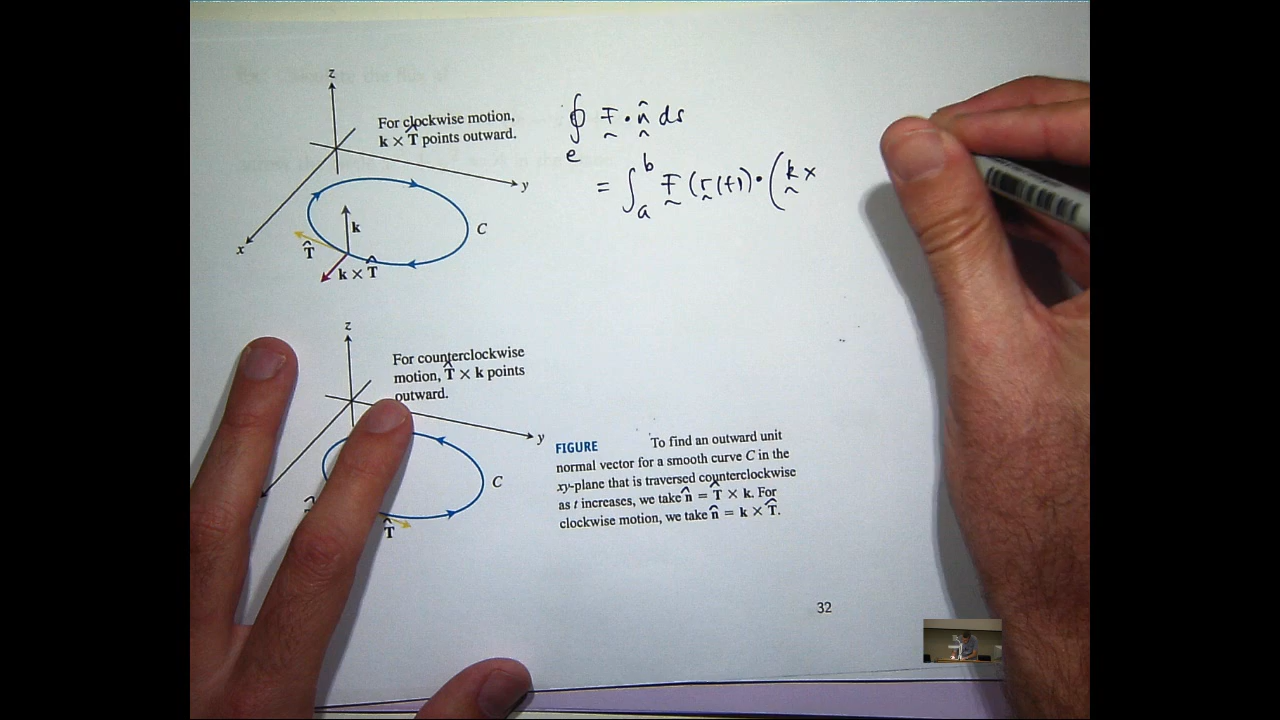 z
For clockwise motion,
k × T̂ points outward.
y
x
k
T̂
C
k × T̂
∮_C F̰ · n̰̂ ds
= ∫_a^b F̰ (r̰(t)) · (k̰ ×
z
For counterclockwise
motion, T̂ × k points
outward.
y
C
T̂
FIGURE To find an outward unit
normal vector for a smooth curve C in the
xy-plane that is traversed counterclockwise
as t increases, we take n̂ = T̂ × k. For
clockwise motion, we take n̂ = k × T̂.
32